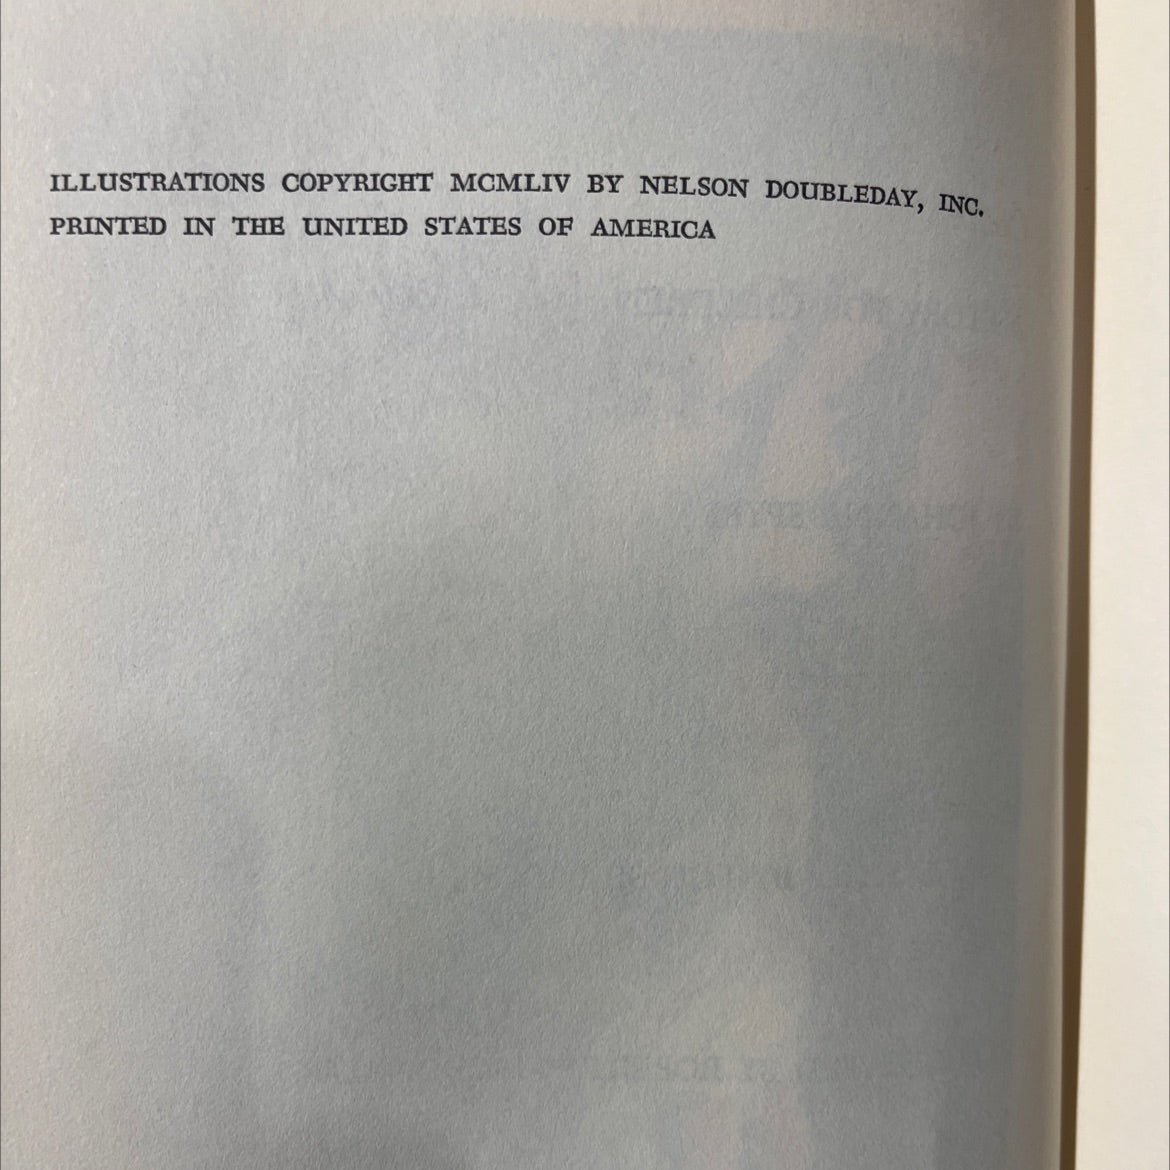 ILLUSTRATIONS COPYRIGHT MCMLIV BY NELSON DOUBLEDAY, INC.
PRINTED IN THE UNITED STATES OF AMERICA